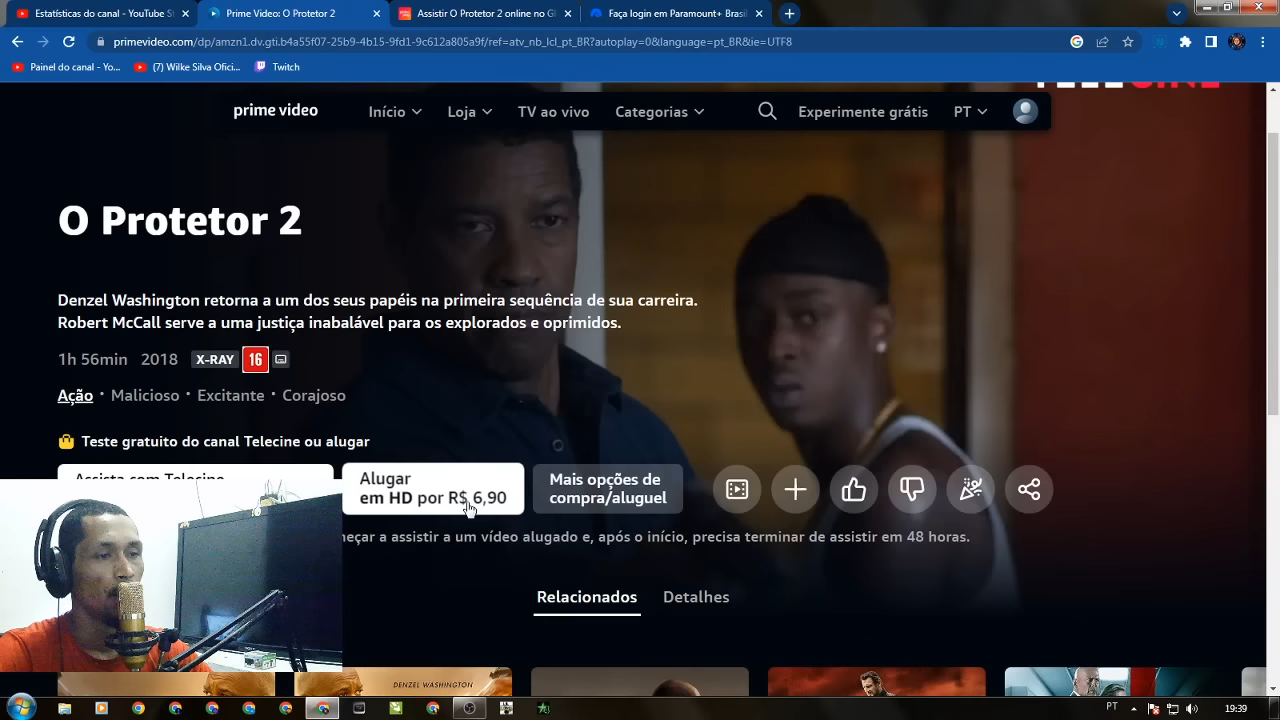 Estatísticas do canal - YouTube St
Prime Video: O Protetor 2
Assistir O Protetor 2 online no Gl
Faça login em Paramount+ Brasil
primevideo.com/dp/amzn1.dv.gti.b4a55f07-25b9-4b15-9fd1-9c612a805a9f/ref=atv_nb_lcl_pt_BR?autoplay=0&language=pt_BR&ie=UTF8
Painel do canal - Yo...
(7) Wilke Silva Ofici...
Twitch
prime video
Início
Loja
TV ao vivo
Categorias
Experimente grátis
PT
O Protetor 2
Denzel Washington retorna a um dos seus papéis na primeira sequência de sua carreira.
Robert McCall serve a uma justiça inabalável para os explorados e oprimidos.
1h 56min 2018 X-RAY 16
Ação · Malicioso · Excitante · Corajoso
Teste gratuito do canal Telecine ou alugar
Assista com Telecine
Alugar
em HD por R$ 6,90
Mais opções de
compra/aluguel
meçar a assistir a um vídeo alugado e, após o início, precisa terminar de assistir em 48 horas.
Relacionados
Detalhes
DENZEL WASHINGTON
PT
19:39